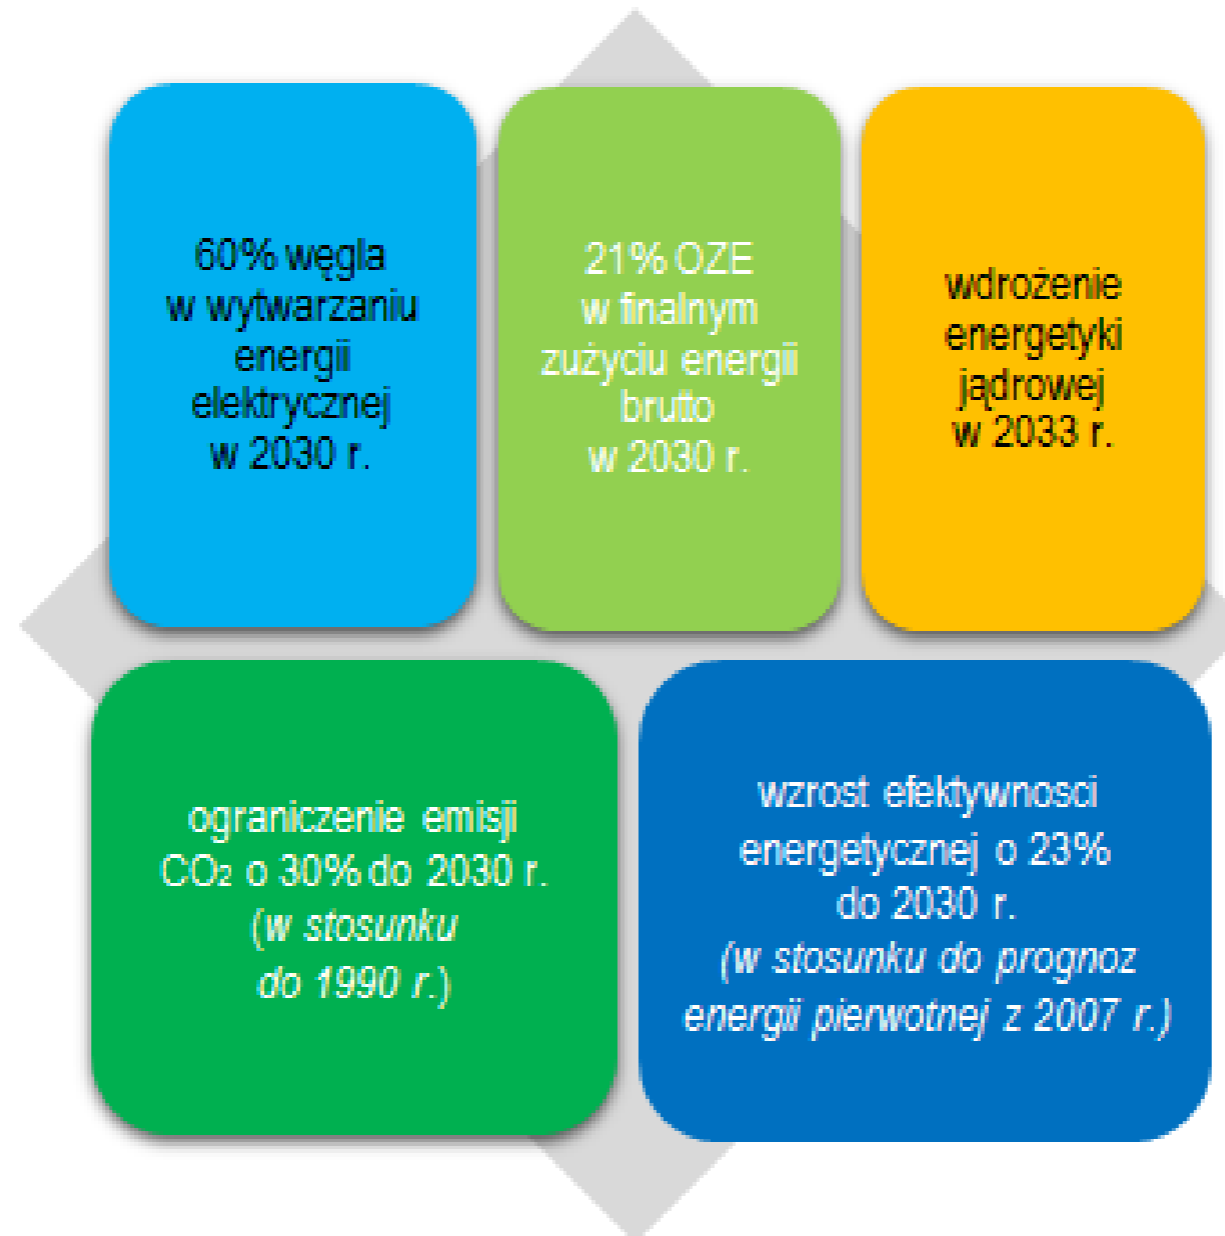 60% węgla
w wytwarzaniu
energii
elektrycznej
w 2030 r.
21% OZE
w finalnym
zużyciu energii
brutto
w 2030 r.
wdrożenie
energetyki
jądrowej
w 2033 r.
ograniczenie emisji
CO₂ o 30% do 2030 r.
(w stosunku
do 1990 r.)
wzrost efektywnosci
energetycznej o 23%
do 2030 r.
(w stosunku do prognoz
energii pierwotnej z 2007 r.)